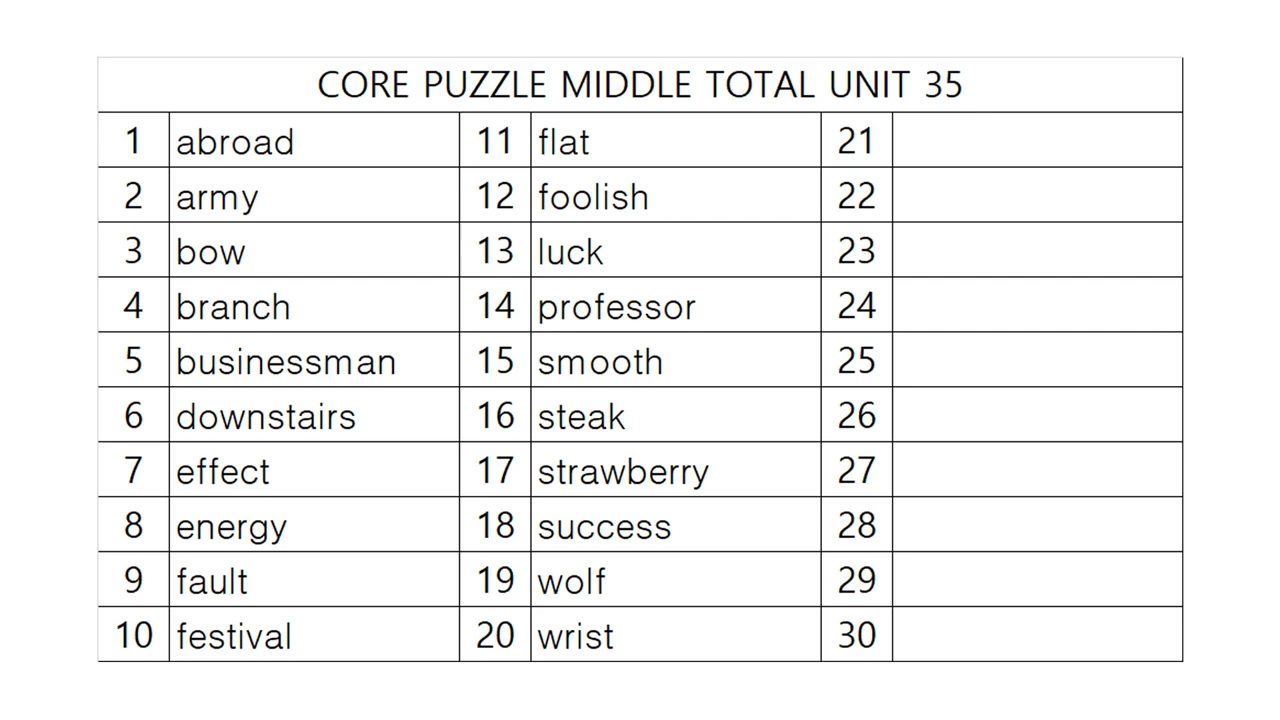 CORE PUZZLE MIDDLE TOTAL UNIT 35
1 abroad 11 flat 21
2 army 12 foolish 22
3 bow 13 luck 23
4 branch 14 professor 24
5 businessman 15 smooth 25
6 downstairs 16 steak 26
7 effect 17 strawberry 27
8 energy 18 success 28
9 fault 19 wolf 29
10 festival 20 wrist 30